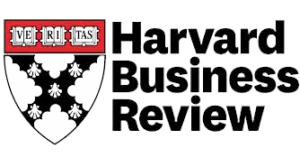 VE RI TAS
Harvard
Business
Review